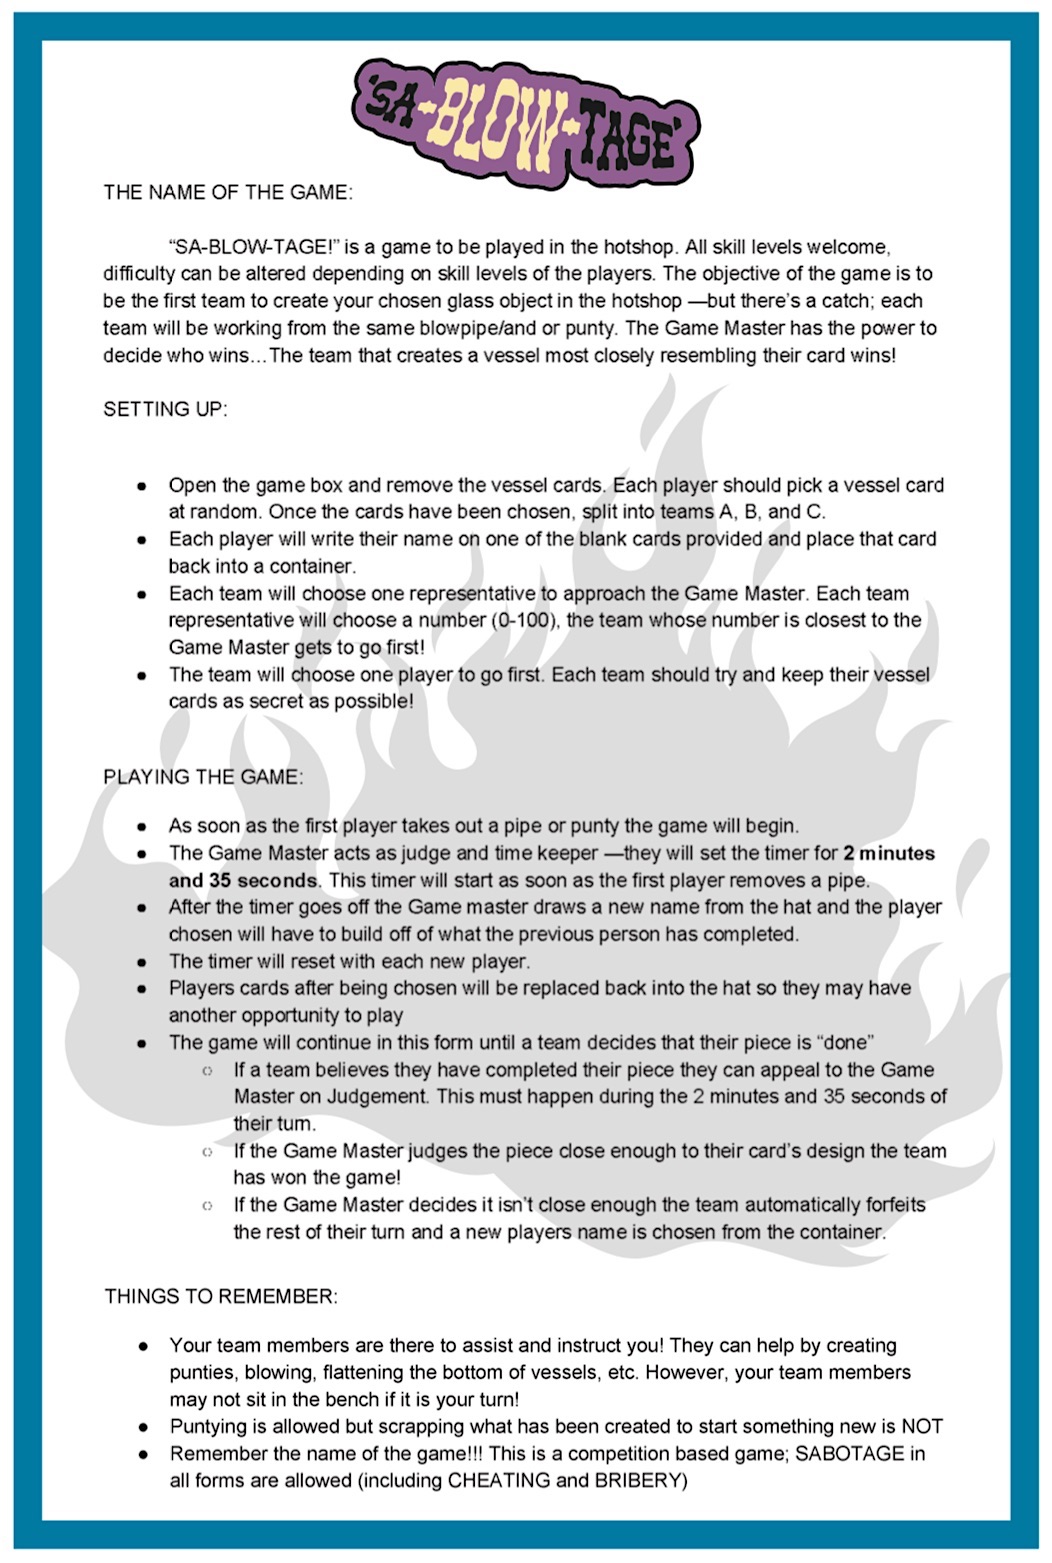 'SA-BLOW-TAGE'
THE NAME OF THE GAME:
“SA-BLOW-TAGE!” is a game to be played in the hotshop. All skill levels welcome,
difficulty can be altered depending on skill levels of the players. The objective of the game is to
be the first team to create your chosen glass object in the hotshop —but there's a catch; each
team will be working from the same blowpipe/and or punty. The Game Master has the power to
decide who wins...The team that creates a vessel most closely resembling their card wins!
SETTING UP:
● Open the game box and remove the vessel cards. Each player should pick a vessel card
at random. Once the cards have been chosen, split into teams A, B, and C.
● Each player will write their name on one of the blank cards provided and place that card
back into a container.
● Each team will choose one representative to approach the Game Master. Each team
representative will choose a number (0-100), the team whose number is closest to the
Game Master gets to go first!
● The team will choose one player to go first. Each team should try and keep their vessel
cards as secret as possible!
PLAYING THE GAME:
● As soon as the first player takes out a pipe or punty the game will begin.
● The Game Master acts as judge and time keeper —they will set the timer for 2 minutes
and 35 seconds. This timer will start as soon as the first player removes a pipe.
● After the timer goes off the Game master draws a new name from the hat and the player
chosen will have to build off of what the previous person has completed.
● The timer will reset with each new player.
● Players cards after being chosen will be replaced back into the hat so they may have
another opportunity to play
● The game will continue in this form until a team decides that their piece is “done”
○ If a team believes they have completed their piece they can appeal to the Game
Master on Judgement. This must happen during the 2 minutes and 35 seconds of
their turn.
○ If the Game Master judges the piece close enough to their card's design the team
has won the game!
○ If the Game Master decides it isn't close enough the team automatically forfeits
the rest of their turn and a new players name is chosen from the container.
THINGS TO REMEMBER:
● Your team members are there to assist and instruct you! They can help by creating
punties, blowing, flattening the bottom of vessels, etc. However, your team members
may not sit in the bench if it is your turn!
● Puntying is allowed but scrapping what has been created to start something new is NOT
● Remember the name of the game!!! This is a competition based game; SABOTAGE in
all forms are allowed (including CHEATING and BRIBERY)